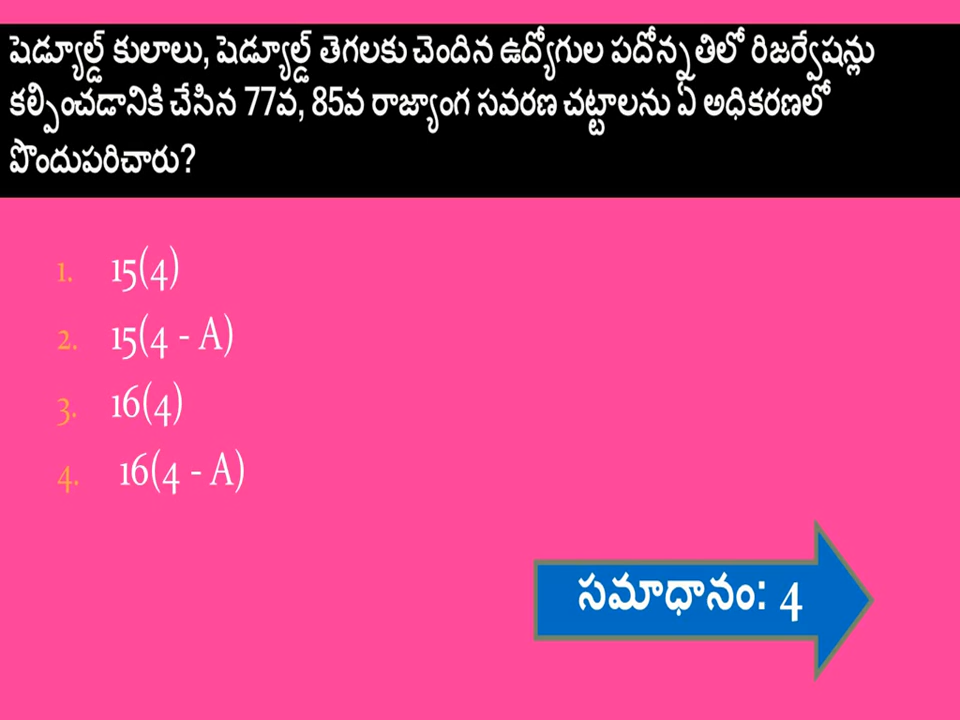 షెడ్యూల్డ్ కులాలు, షెడ్యూల్డ్ తెగలకు చెందిన ఉద్యోగుల పదోన్నతిలో రిజర్వేషన్లు
కల్పించడానికి చేసిన 77వ, 85వ రాజ్యాంగ సవరణ చట్టాలను ఏ అధికరణలో
పొందుపరిచారు?
1. 15(4)
2. 15(4 - A)
3. 16(4)
4. 16(4 - A)
సమాధానం: 4